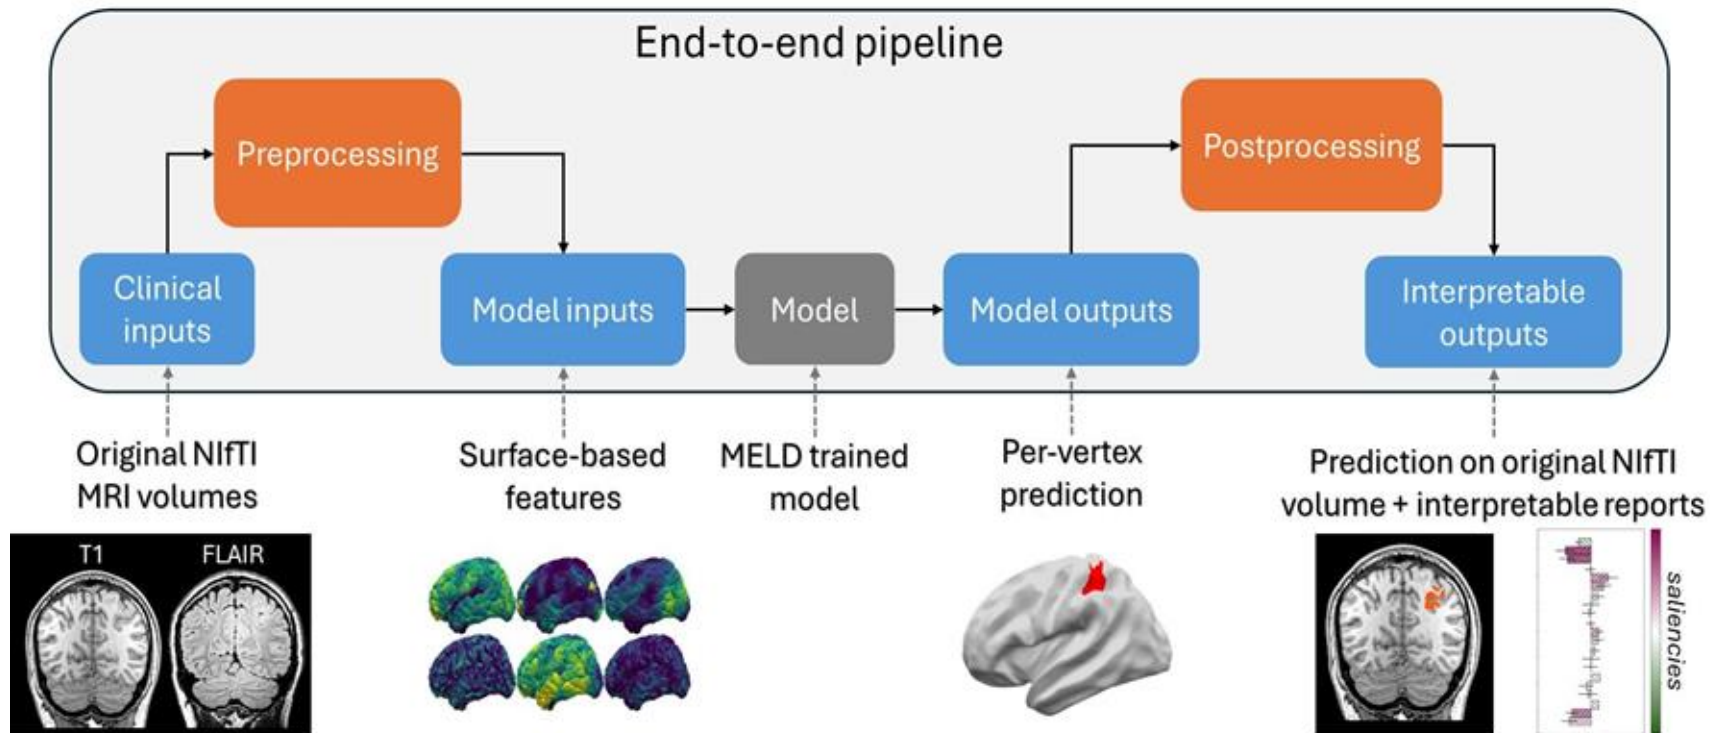 End-to-end pipeline
Preprocessing
Postprocessing
Clinical
inputs
Model inputs
Model
Model outputs
Interpretable
outputs
Original NIfTI
MRI volumes
Surface-based
features
MELD trained
model
Per-vertex
prediction
Prediction on original NIfTI
volume + interpretable reports
T1
FLAIR
saliencies